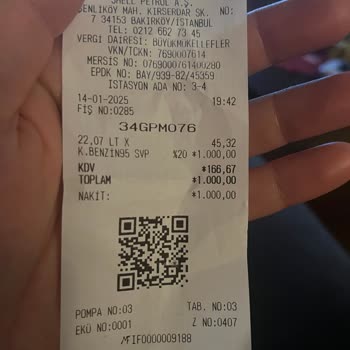 SHELL PETROL A.Ş.
ŞENLİKÖY MAH. KIRSERDAR SK. NO:
7 34153 BAKIRKÖY/İSTANBUL
TEL: 0212 662 73 45
VERGİ DAİRESİ: BÜYÜKMÜKELLEFLER
VKN/TCKN: 7690007614
MERSİS NO: 0769000761400280
EPDK NO: BAY/939-82/45359
İSTASYON ADA NO: 3-4
14-01-2025 19:42
FİŞ NO:0285
34GPM076
22,07 LT X 45,32
K.BENZİN95 SVP %20 *1.000,00
KDV *166,67
TOPLAM *1.000,00
NAKİT: *1.000,00
POMPA NO:03 TAB. NO:03
EKÜ NO:0001 Z NO:0407
MFIF0000009188